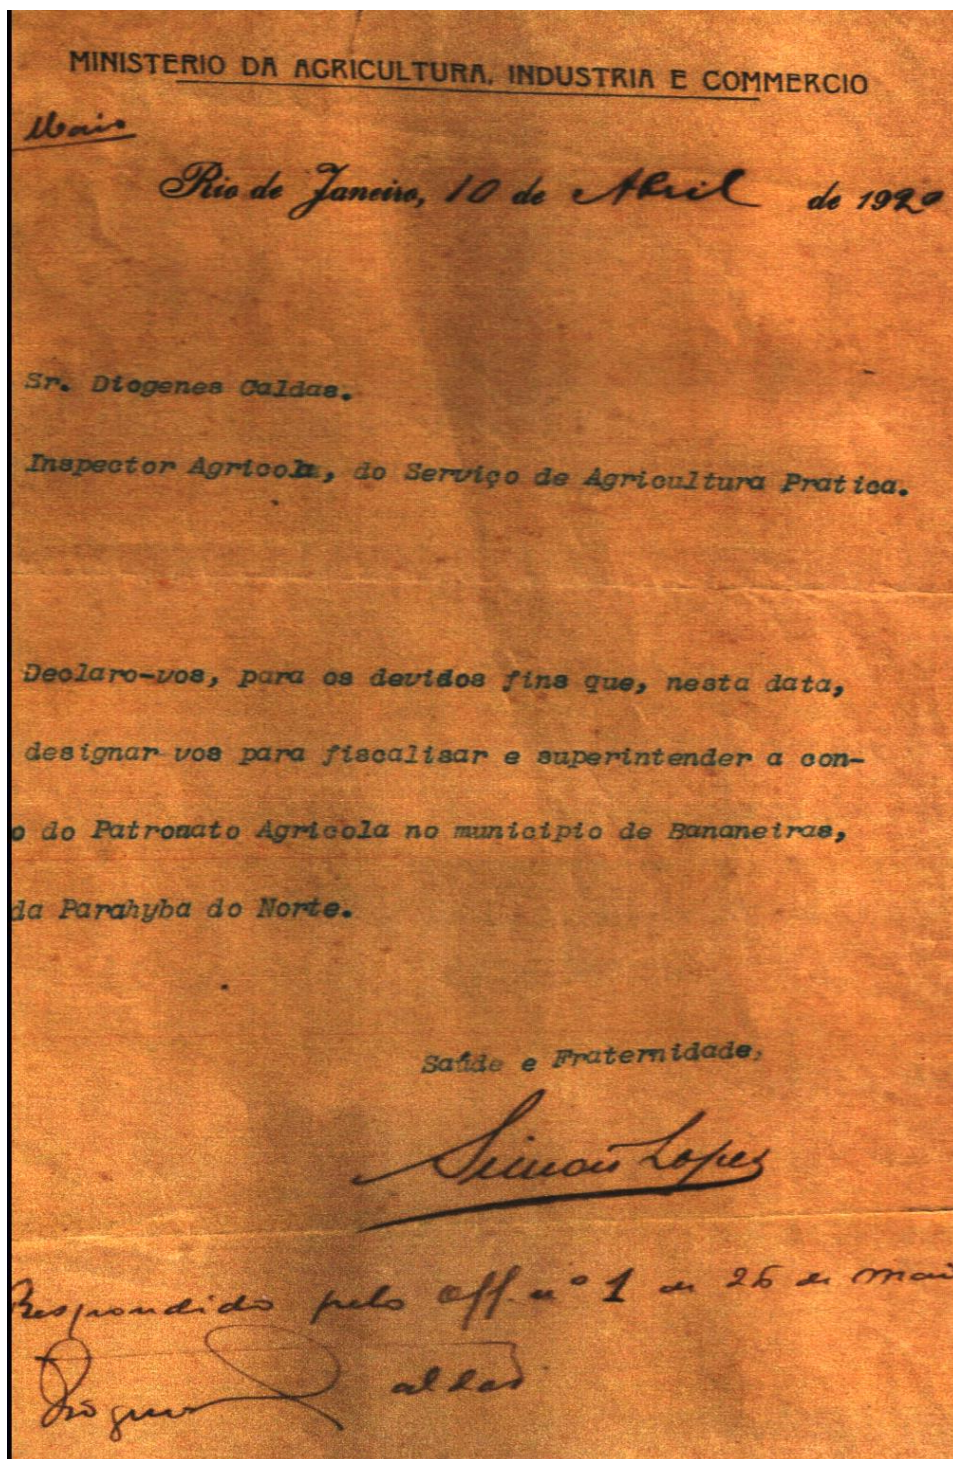 MINISTERIO DA AGRICULTURA, INDUSTRIA E COMMERCIO
Maio
Rio de Janeiro, 10 de Abril de 1920
Sr. Diogenes Caldas.
Inspector Agricola, do Serviço de Agricultura Pratica.
Declaro-vos, para os devidos fins que, nesta data,
designar vos para fiscalisar e superintender a con-
o do Patronato Agricola no municipio de Bananeiras,
da Parahyba do Norte.
Saúde e Fraternidade,
Simões Lopes
Respondido pelo off. nº 1 de 26 de Maio
Diogenes Caldas